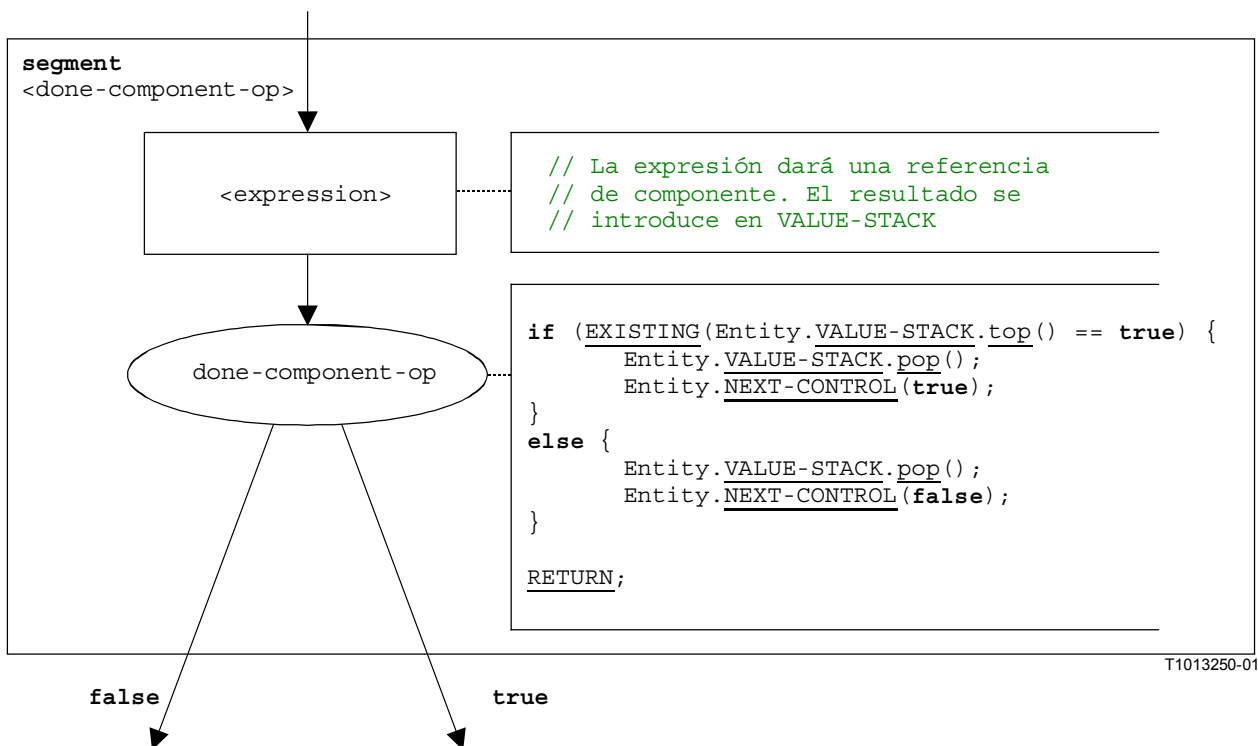 segment
<done-component-op>
<expression>
// La expresión dará una referencia
// de componente. El resultado se
// introduce en VALUE-STACK
done-component-op
if (EXISTING(Entity.VALUE-STACK.top() == true) {
Entity.VALUE-STACK.pop();
Entity.NEXT-CONTROL(true);
}
else {
Entity.VALUE-STACK.pop();
Entity.NEXT-CONTROL(false);
}
RETURN;
T1013250-01
false
true